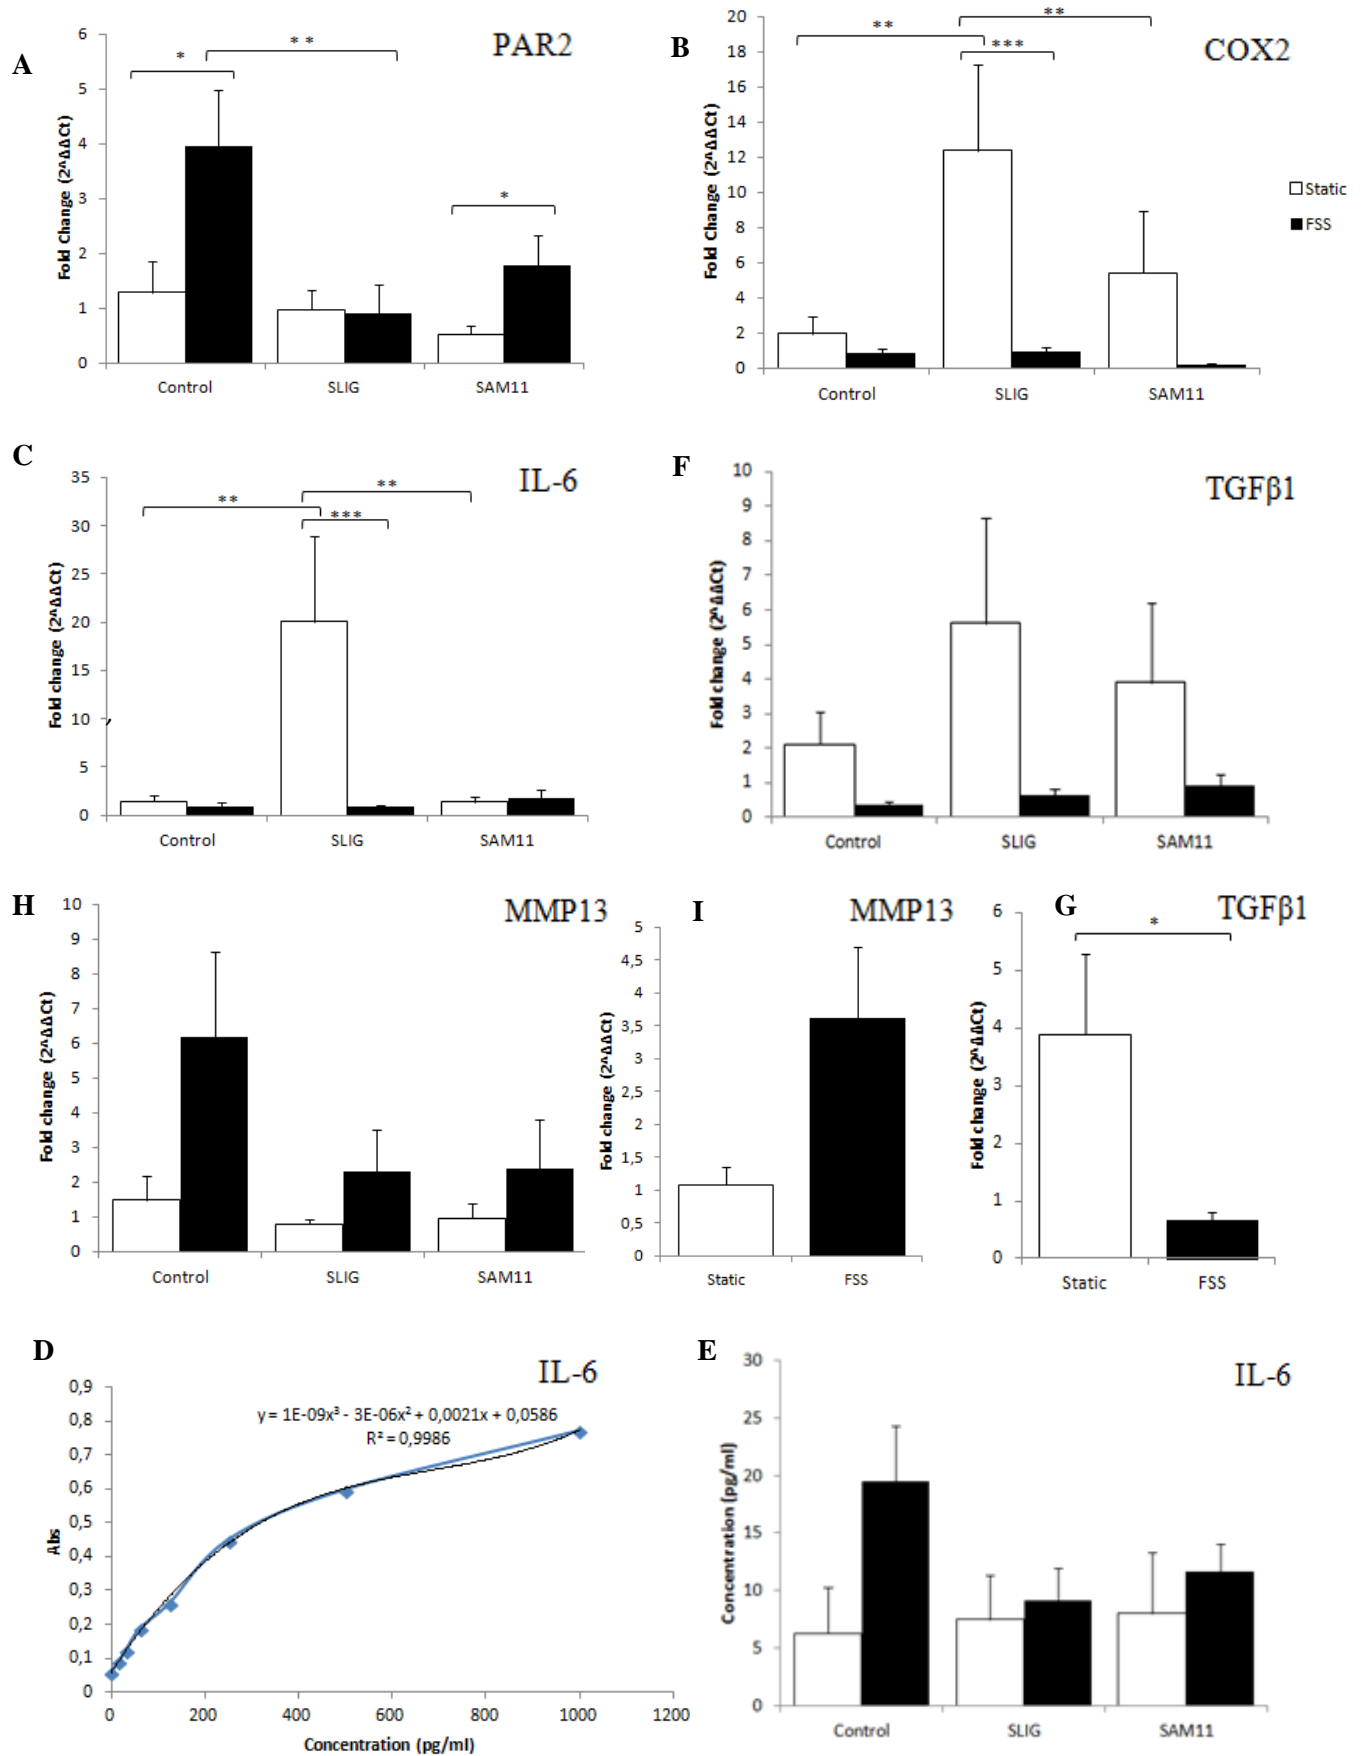 A
PAR2
* **
*
Fold Change (2^ΔΔCt)
6
5
4
3
2
1
0
Control SLIG SAM11
B
COX2
** **
***
Fold Change (2^ΔΔCt)
20
18
16
14
12
10
8
6
4
2
0
Control SLIG SAM11
Static
FSS
C
IL-6
** **
***
Fold change (2^ΔΔCt)
35
30
25
20
15
10
5
0
Control SLIG SAM11
F
TGFβ1
Fold change (2^ΔΔCt)
10
9
8
7
6
5
4
3
2
1
0
Control SLIG SAM11
H
MMP13
Fold change (2^ΔΔCt)
10
9
8
7
6
5
4
3
2
1
0
Control SLIG SAM11
I
MMP13
Fold change (2^ΔΔCt)
5
4,5
4
3,5
3
2,5
2
1,5
1
0,5
0
Static FSS
G
TGFβ1
*
Fold change (2^ΔΔCt)
6
5
4
3
2
1
0
Static FSS
D
IL-6
y = 1E-09x³ - 3E-06x² + 0,0021x + 0,0586
R² = 0,9986
Abs
0,9
0,8
0,7
0,6
0,5
0,4
0,3
0,2
0,1
0
0 200 400 600 800 1000 1200
Concentration (pg/ml)
E
IL-6
Concentration (pg/ml)
30
25
20
15
10
5
0
Control SLIG SAM11